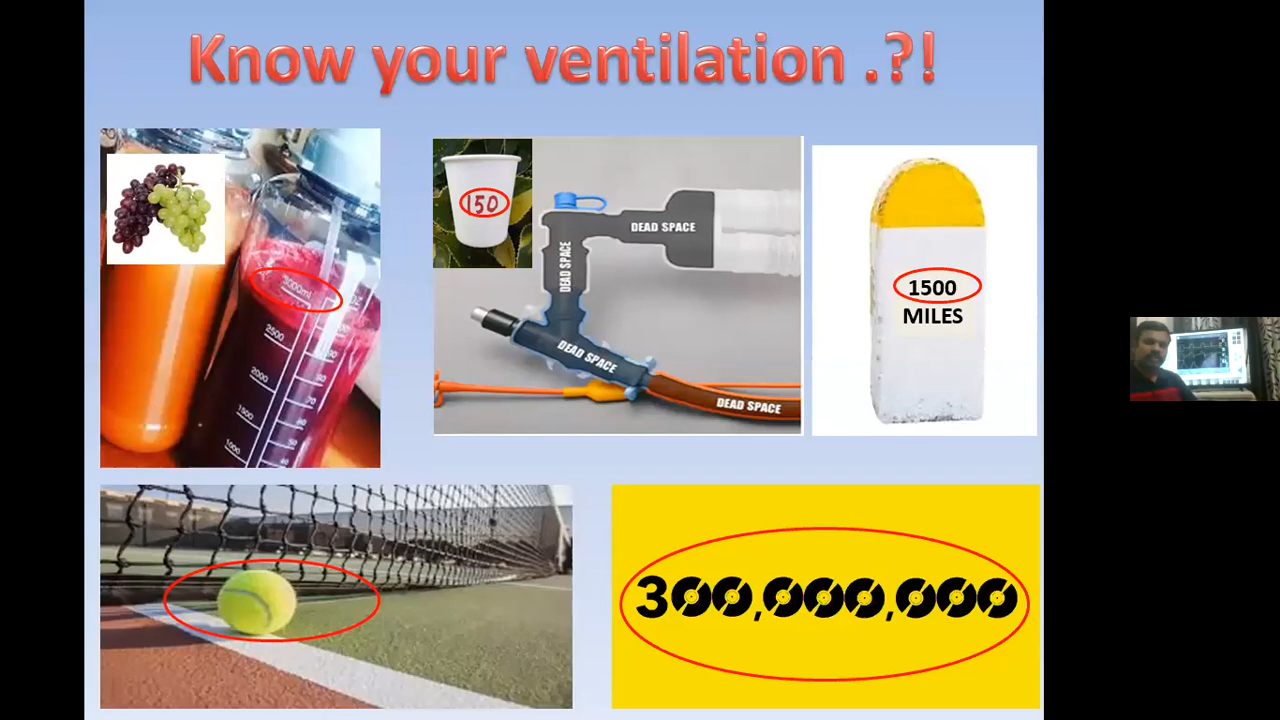 Know your ventilation .?!
3000ml
2500
2000
1500
1000
150
DEAD SPACE
DEAD SPACE
DEAD SPACE
DEAD SPACE
1500
MILES
300,000,000